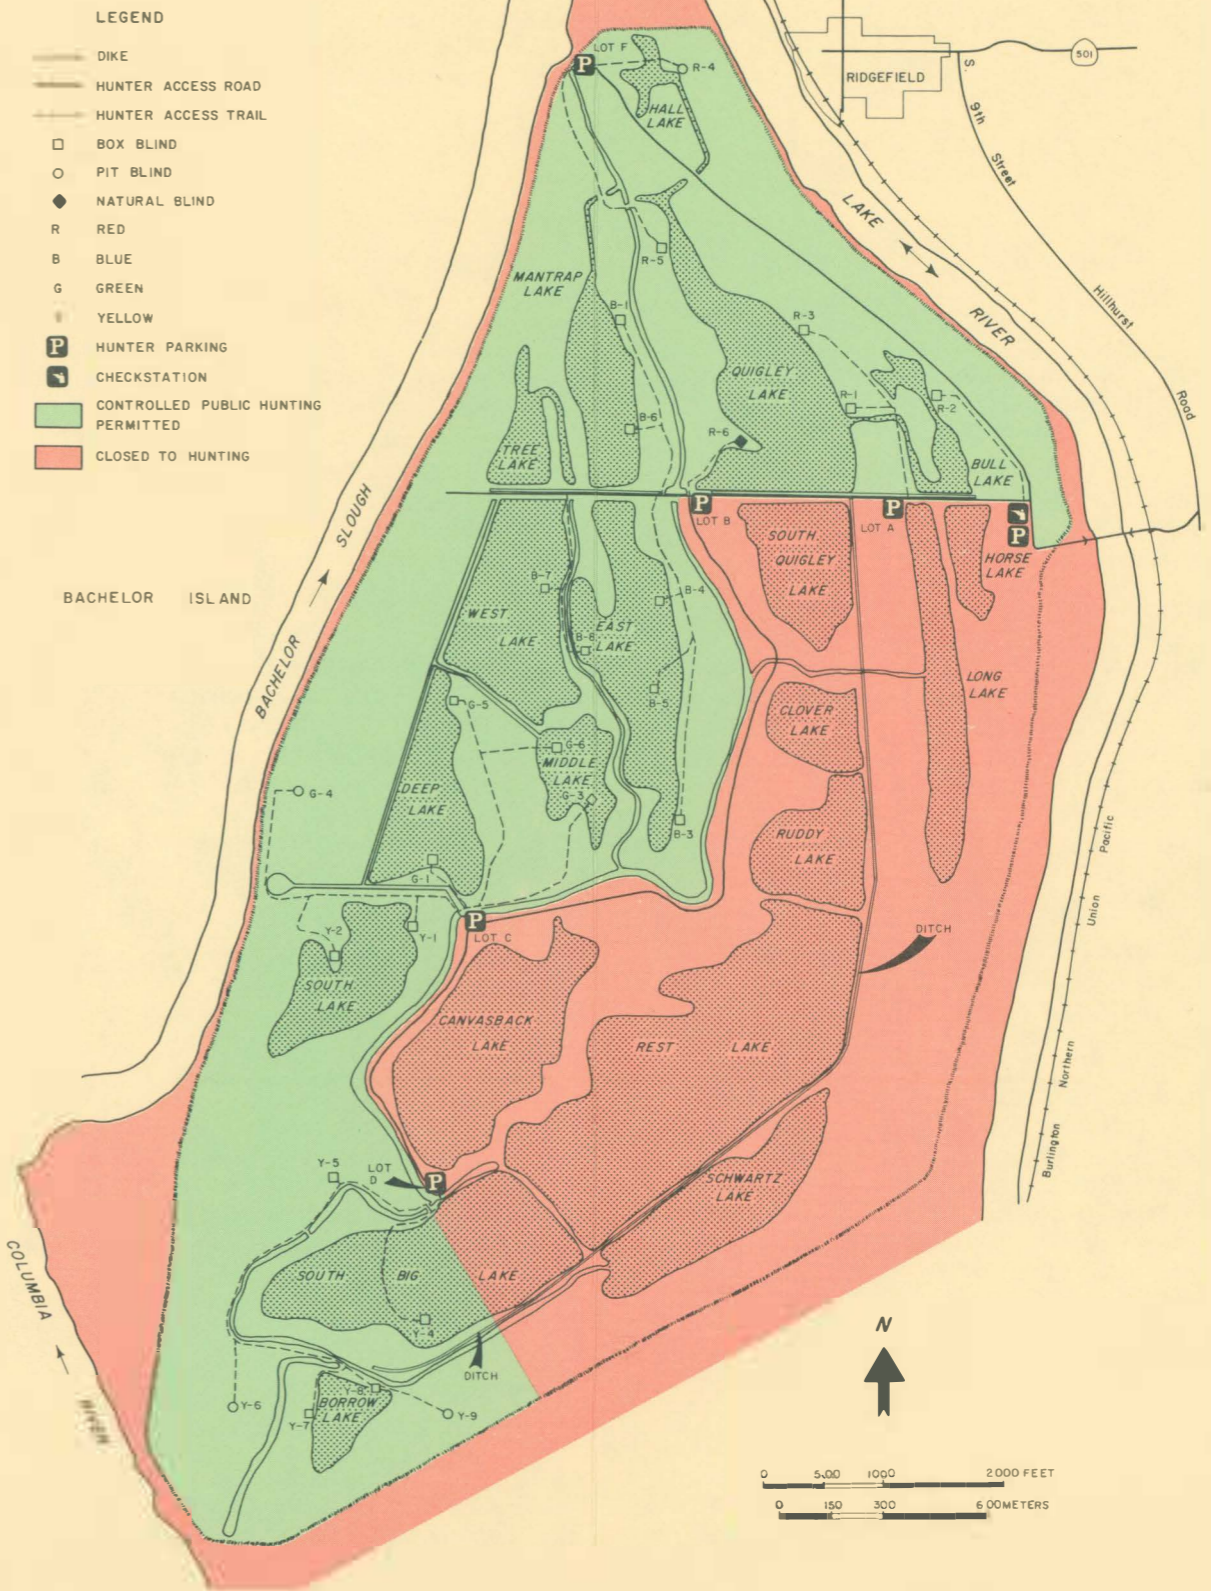 LEGEND
DIKE
HUNTER ACCESS ROAD
HUNTER ACCESS TRAIL
BOX BLIND
PIT BLIND
NATURAL BLIND
R RED
B BLUE
G GREEN
YELLOW
P HUNTER PARKING
CHECKSTATION
CONTROLLED PUBLIC HUNTING
PERMITTED
CLOSED TO HUNTING
RIDGEFIELD
501
S. 9th Street
Hillhurst Road
LAKE RIVER
LOT F
P
R-4
HALL
LAKE
R-5
MANTRAP
LAKE
B-1
R-3
QUIGLEY
LAKE
R-1
R-2
B-6
R-6
TREE
LAKE
BULL
LAKE
P
LOT B
P
LOT A
P
SOUTH
QUIGLEY
LAKE
HORSE
LAKE
BACHELOR SLOUGH
BACHELOR ISLAND
B-7
B-4
WEST
LAKE
EAST
LAKE
B-8
B-5
LONG
LAKE
CLOVER
LAKE
G-5
G-6
MIDDLE
LAKE
G-3
G-4
DEEP
LAKE
B-3
RUDDY
LAKE
G-1
P
LOT C
Y-2
Y-1
DITCH
SOUTH
LAKE
CANVASBACK
LAKE
REST LAKE
Burlington Northern
Union Pacific
Y-5
LOT
D
P
SCHWARTZ
LAKE
SOUTH BIG LAKE
Y-4
DITCH
COLUMBIA
RIVER
Y-6
Y-8
BORROW
LAKE
Y-7
Y-9
N
0 500 1000 2000 FEET
0 150 300 600METERS